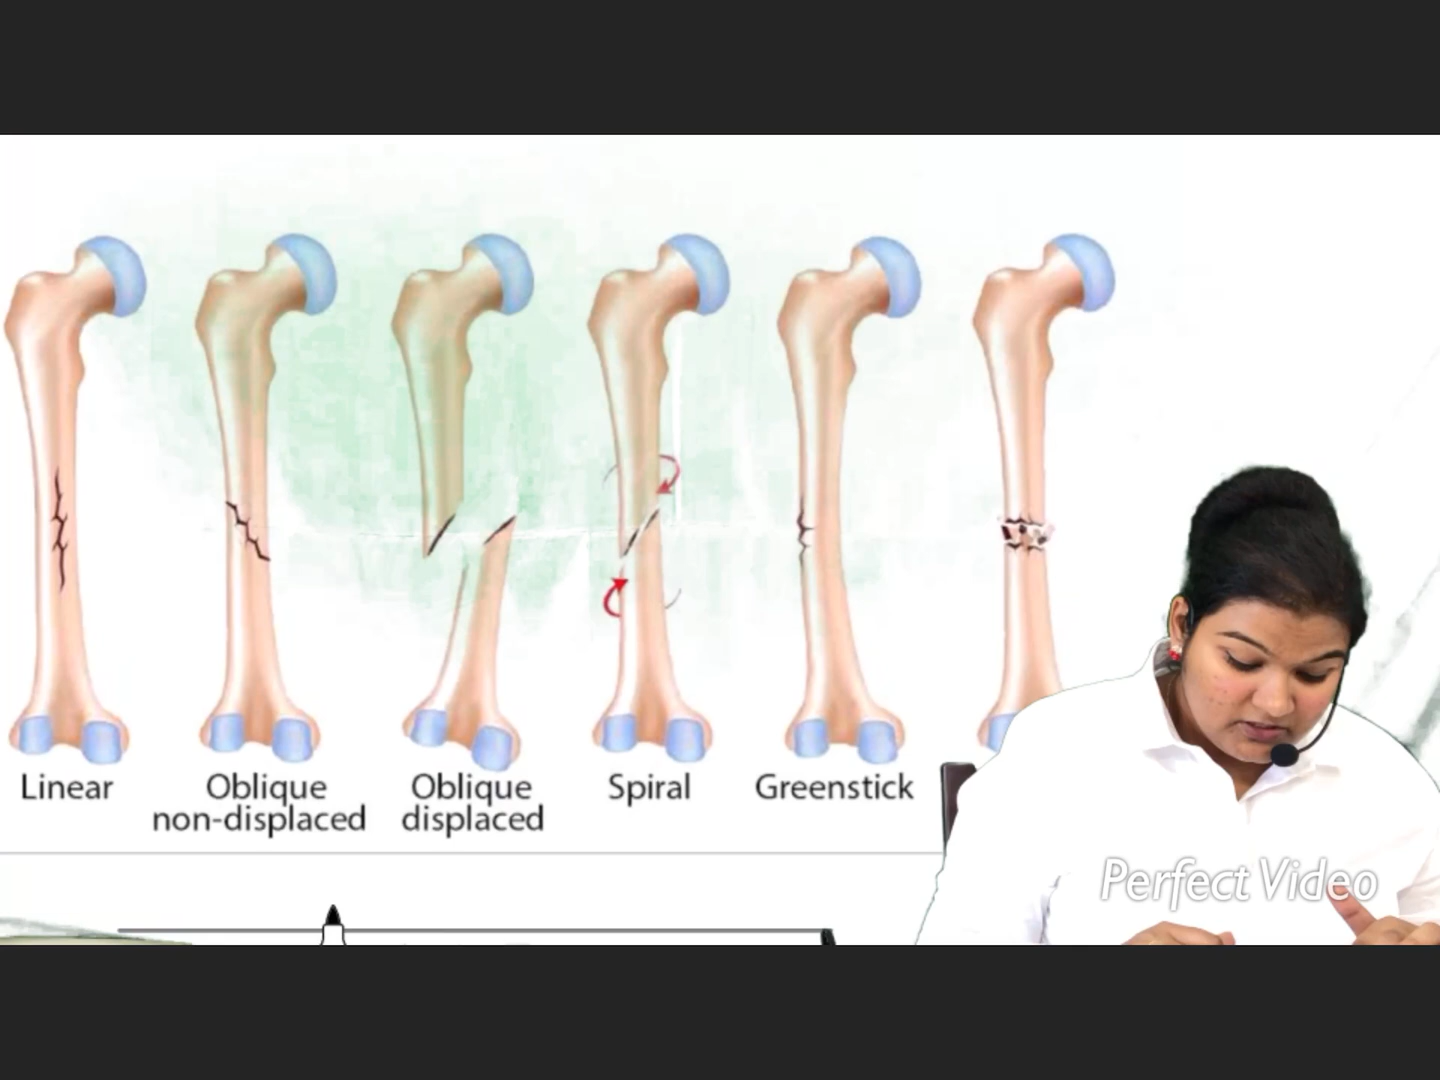 Linear
Oblique
non-displaced
Oblique
displaced
Spiral
Greenstick
Perfect Video